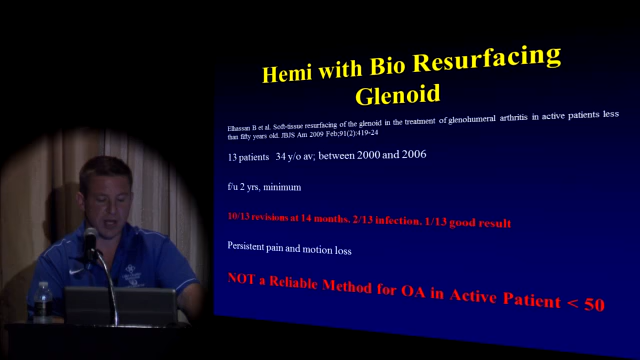 Hemi with Bio Resurfacing
Glenoid
Elhassan B et al. Soft-tissue resurfacing of the glenoid in the treatment of glenohumeral arthritis in active patients less
than fifty years old. JBJS Am 2009 Feb;91(2):419-24
13 patients 34 y/o av; between 2000 and 2006
f/u 2 yrs, minimum
10/13 revisions at 14 months. 2/13 infection. 1/13 good result
Persistent pain and motion loss
NOT a Reliable Method for OA in Active Patient < 50